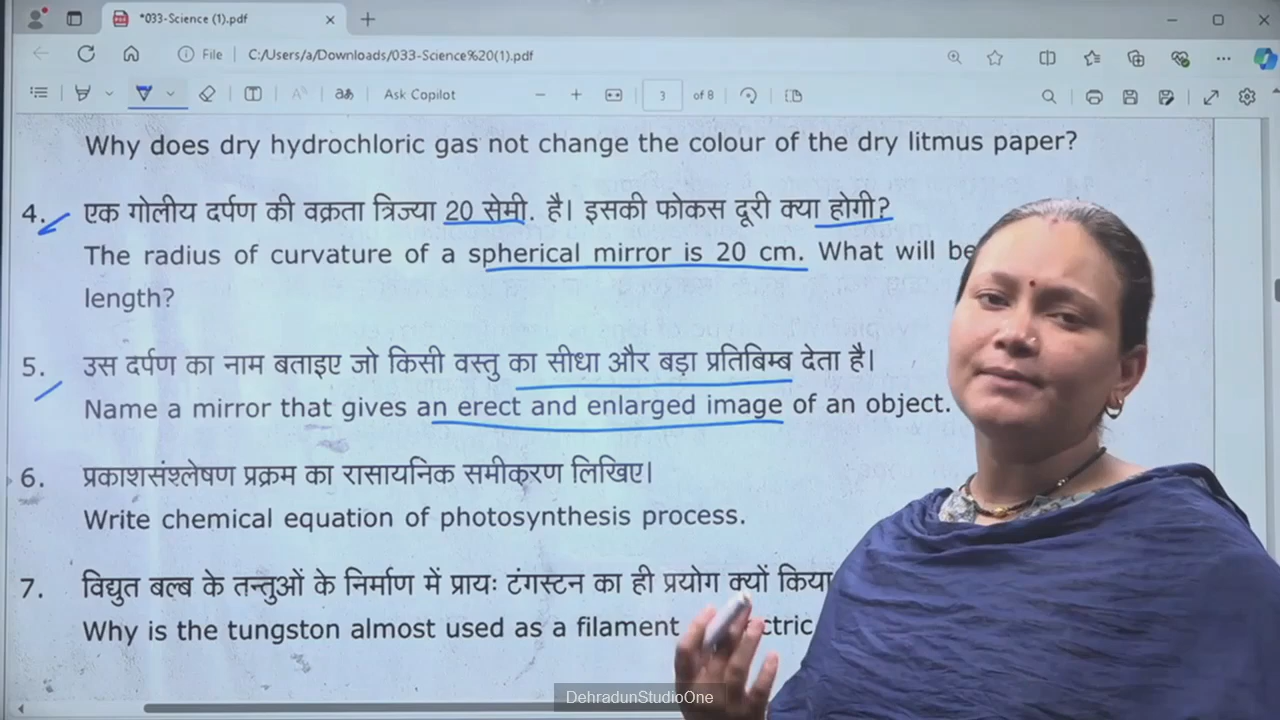 *033-Science (1).pdf
File C:/Users/a/Downloads/033-Science%20(1).pdf
Ask Copilot 3 of 8
Why does dry hydrochloric gas not change the colour of the dry litmus paper?
4. एक गोलीय दर्पण की वक्रता त्रिज्या 20 सेमी. है। इसकी फोकस दूरी क्या होगी?
The radius of curvature of a spherical mirror is 20 cm. What will be
length?
5. उस दर्पण का नाम बताइए जो किसी वस्तु का सीधा और बड़ा प्रतिबिम्ब देता है।
Name a mirror that gives an erect and enlarged image of an object.
6. प्रकाशसंश्लेषण प्रक्रम का रासायनिक समीकरण लिखिए।
Write chemical equation of photosynthesis process.
7. विद्युत बल्ब के तन्तुओं के निर्माण में प्रायः टंगस्टन का ही प्रयोग क्यों किया
Why is the tungston almost used as a filament
DehradunStudioOne